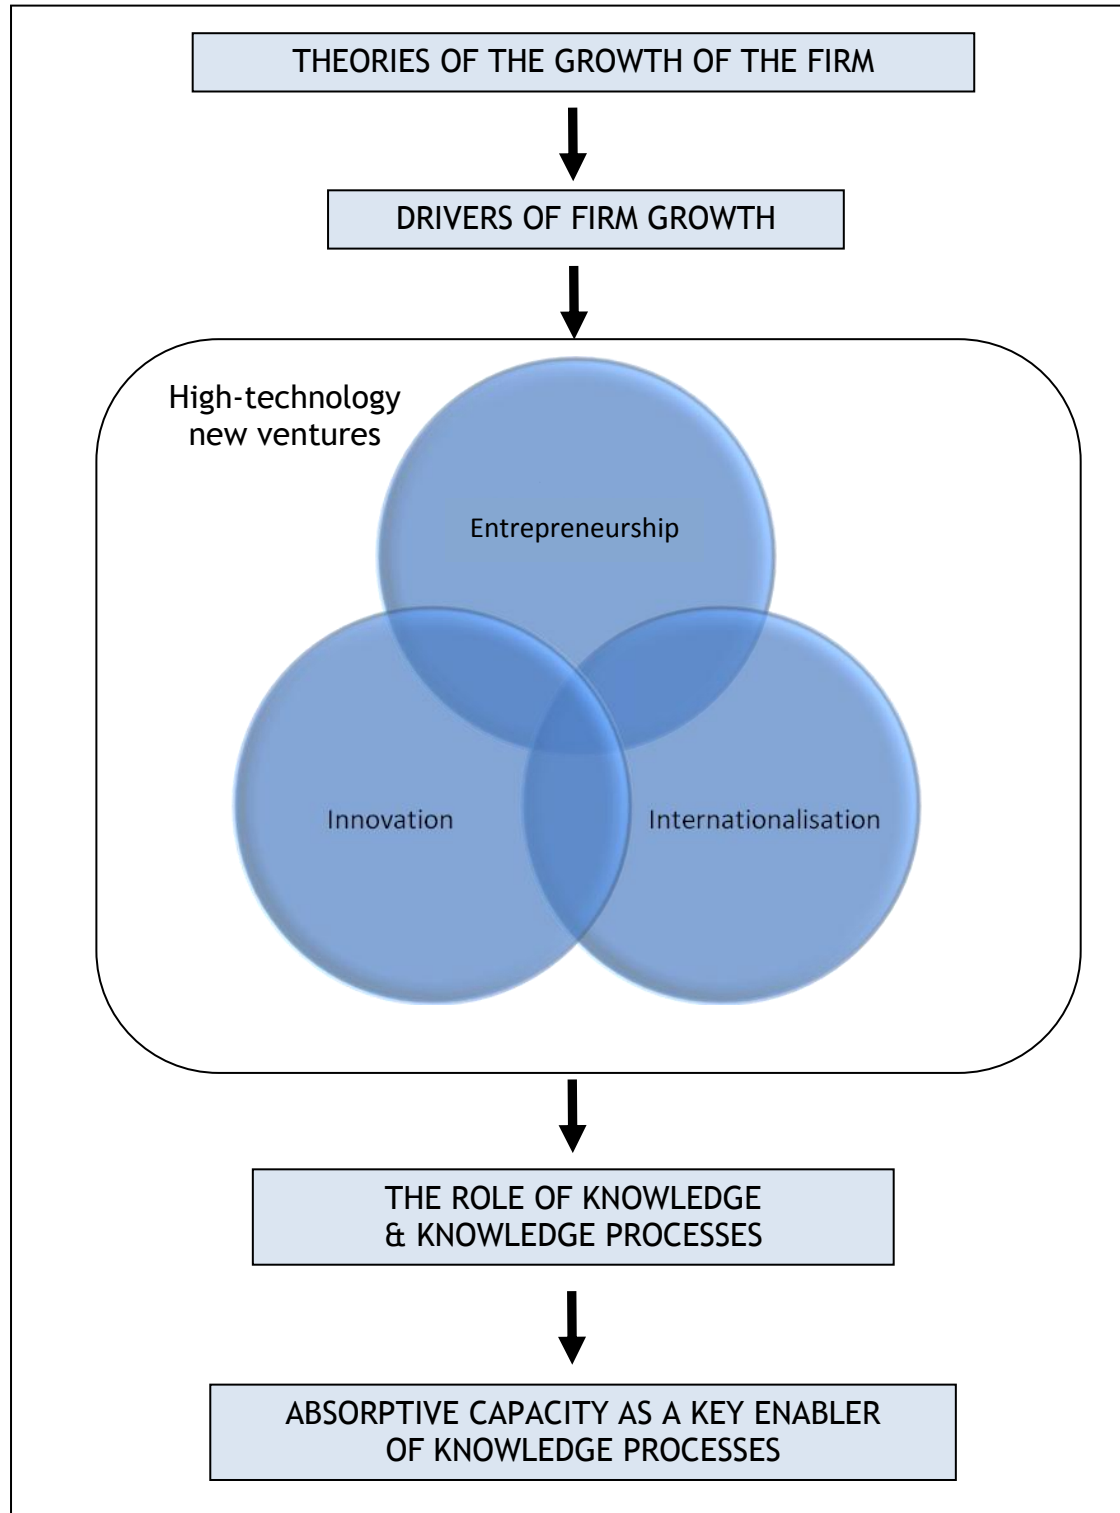 THEORIES OF THE GROWTH OF THE FIRM
DRIVERS OF FIRM GROWTH
High-technology
new ventures
Entrepreneurship
Innovation
Internationalisation
THE ROLE OF KNOWLEDGE
& KNOWLEDGE PROCESSES
ABSORPTIVE CAPACITY AS A KEY ENABLER
OF KNOWLEDGE PROCESSES